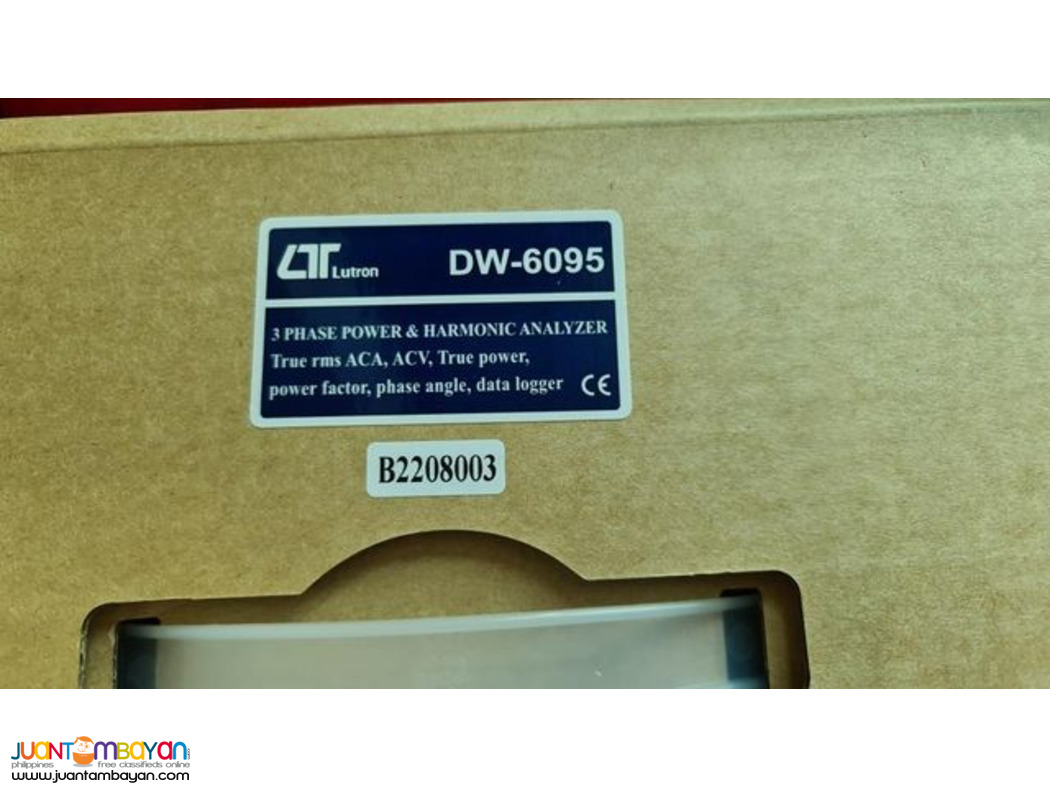 Lutron
DW-6095
3 PHASE POWER & HARMONIC ANALYZER
True rms ACA, ACV, True power,
power factor, phase angle, data logger CE
B2208003
JUANTAMBAYAN
philippines free classifieds online
www.juantambayan.com